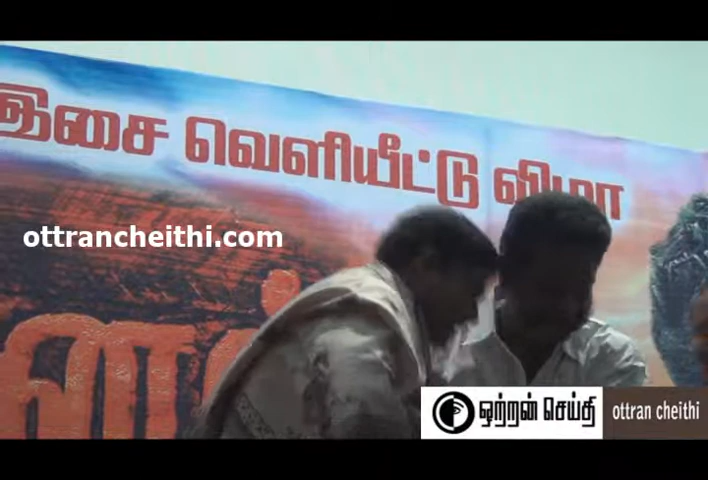 இசை வெளியீட்டு விழா
ottrancheithi.com
ஒற்றன் செய்தி
ottran cheithi